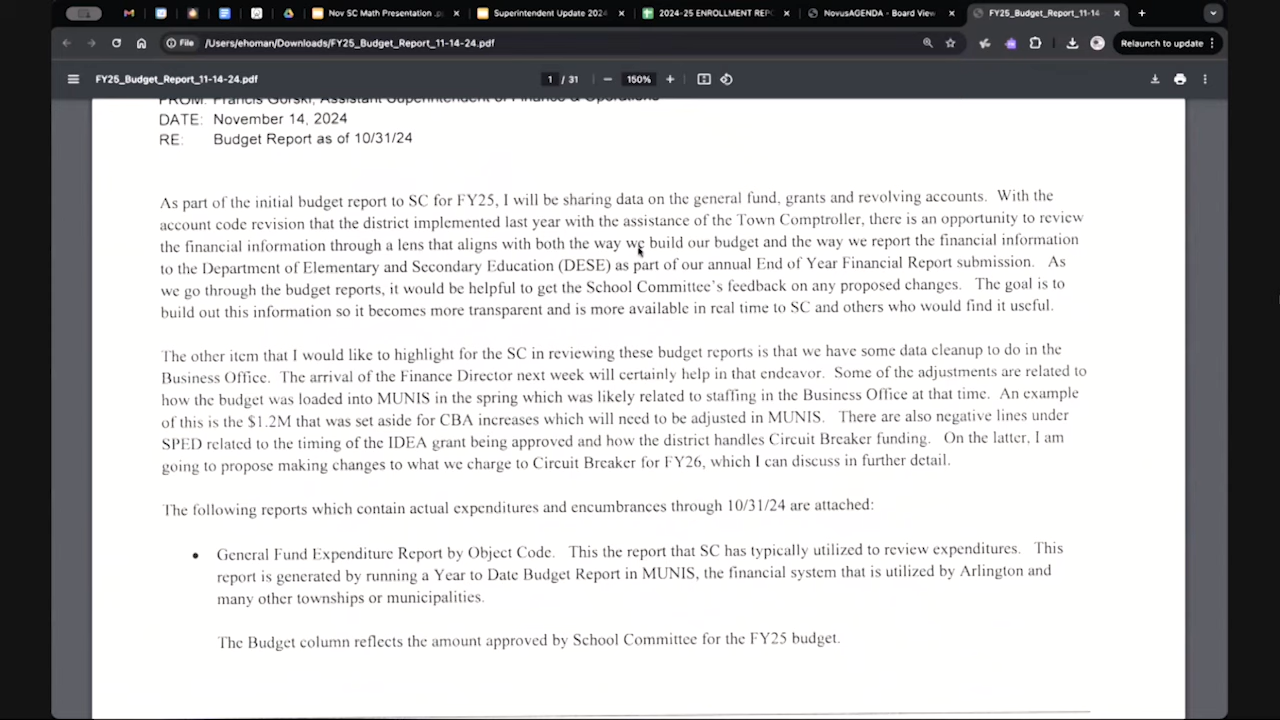 Nov SC Math Presentation .p
Superintendent Update 2024
2024-25 ENROLLMENT REP
NovusAGENDA - Board View
FY25_Budget_Report_11-14
File /Users/ehoman/Downloads/FY25_Budget_Report_11-14-24.pdf
Relaunch to update
FY25_Budget_Report_11-14-24.pdf
1 / 31
150%
FROM: Francis Gorski, Assistant Superintendent of Finance & Operations
DATE: November 14, 2024
RE: Budget Report as of 10/31/24
As part of the initial budget report to SC for FY25, I will be sharing data on the general fund, grants and revolving accounts. With the
account code revision that the district implemented last year with the assistance of the Town Comptroller, there is an opportunity to review
the financial information through a lens that aligns with both the way we build our budget and the way we report the financial information
to the Department of Elementary and Secondary Education (DESE) as part of our annual End of Year Financial Report submission. As
we go through the budget reports, it would be helpful to get the School Committee's feedback on any proposed changes. The goal is to
build out this information so it becomes more transparent and is more available in real time to SC and others who would find it useful.
The other item that I would like to highlight for the SC in reviewing these budget reports is that we have some data cleanup to do in the
Business Office. The arrival of the Finance Director next week will certainly help in that endeavor. Some of the adjustments are related to
how the budget was loaded into MUNIS in the spring which was likely related to staffing in the Business Office at that time. An example
of this is the $1.2M that was set aside for CBA increases which will need to be adjusted in MUNIS. There are also negative lines under
SPED related to the timing of the IDEA grant being approved and how the district handles Circuit Breaker funding. On the latter, I am
going to propose making changes to what we charge to Circuit Breaker for FY26, which I can discuss in further detail.
The following reports which contain actual expenditures and encumbrances through 10/31/24 are attached:
• General Fund Expenditure Report by Object Code. This the report that SC has typically utilized to review expenditures. This
report is generated by running a Year to Date Budget Report in MUNIS, the financial system that is utilized by Arlington and
many other townships or municipalities.
The Budget column reflects the amount approved by School Committee for the FY25 budget.